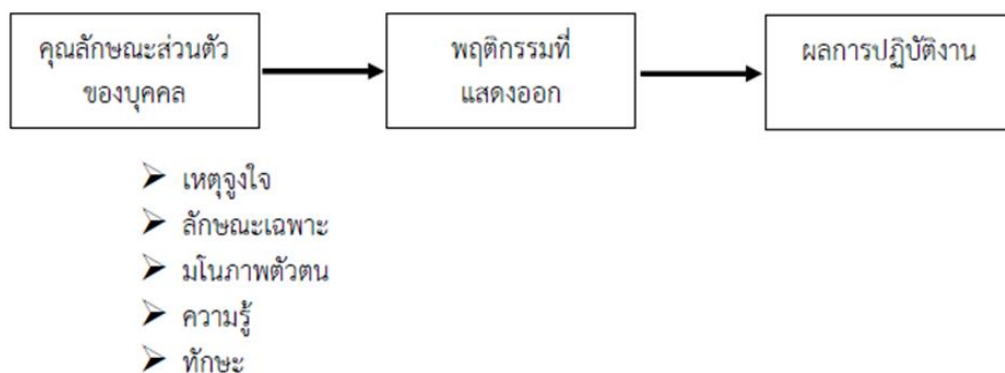 คุณลักษณะส่วนตัว
ของบุคคล
พฤติกรรมที่
แสดงออก
ผลการปฏิบัติงาน
เหตุจูงใจ
ลักษณะเฉพาะ
มโนภาพตัวตน
ความรู้
ทักษะ